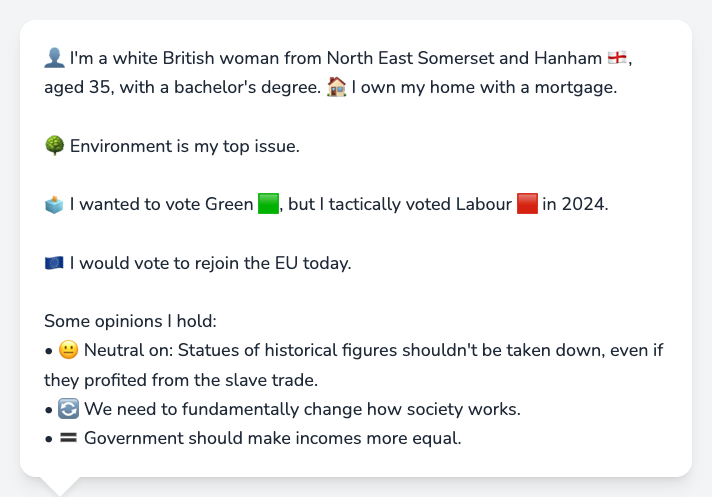 👤 I'm a white British woman from North East Somerset and Hanham 🏴󠁧󠁢󠁥󠁮󠁧󠁿,
aged 35, with a bachelor's degree. 🏠 I own my home with a mortgage.
🌳 Environment is my top issue.
🗳️ I wanted to vote Green 🟩, but I tactically voted Labour 🟥 in 2024.
🇪🇺 I would vote to rejoin the EU today.
Some opinions I hold:
• 😐 Neutral on: Statues of historical figures shouldn't be taken down, even if
they profited from the slave trade.
• 🔄 We need to fundamentally change how society works.
• 🟰 Government should make incomes more equal.